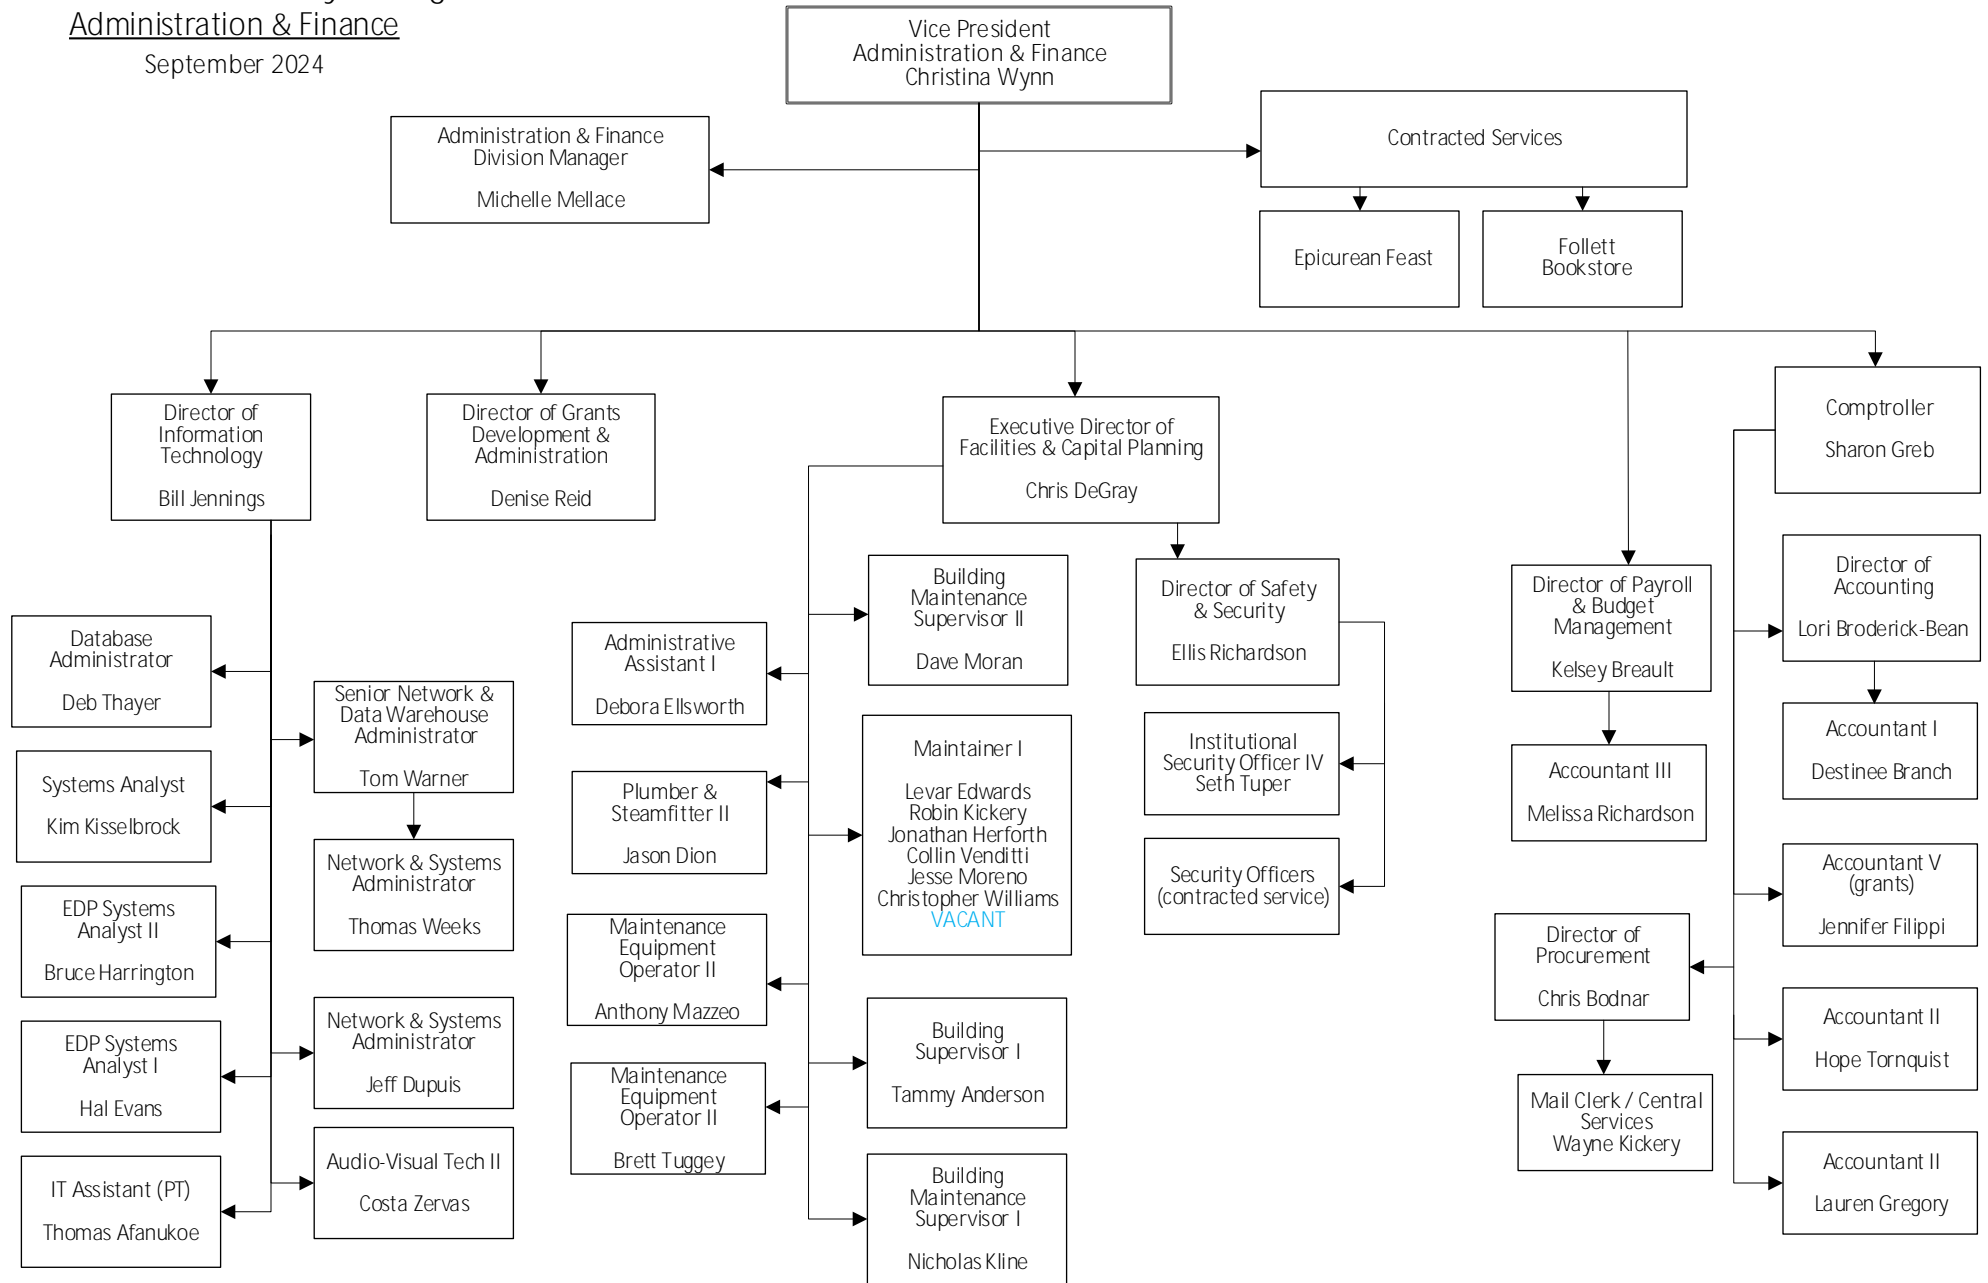 Administration & Finance
September 2024
Vice President
Administration & Finance
Christina Wynn
Administration & Finance
Division Manager
Michelle Mellace
Contracted Services
Epicurean Feast
Follett
Bookstore
Director of
Information
Technology
Bill Jennings
Director of Grants
Development &
Administration
Denise Reid
Executive Director of
Facilities & Capital Planning
Chris DeGray
Comptroller
Sharon Greb
Database
Administrator
Deb Thayer
Systems Analyst
Kim Kisselbrock
EDP Systems
Analyst II
Bruce Harrington
EDP Systems
Analyst I
Hal Evans
IT Assistant (PT)
Thomas Afanukoe
Senior Network &
Data Warehouse
Administrator
Tom Warner
Network & Systems
Administrator
Thomas Weeks
Network & Systems
Administrator
Jeff Dupuis
Audio-Visual Tech II
Costa Zervas
Administrative
Assistant I
Debora Ellsworth
Plumber &
Steamfitter II
Jason Dion
Maintenance
Equipment
Operator II
Anthony Mazzeo
Maintenance
Equipment
Operator II
Brett Tuggey
Building
Maintenance
Supervisor II
Dave Moran
Maintainer I
Levar Edwards
Robin Kickery
Jonathan Herforth
Collin Venditti
Jesse Moreno
Christopher Williams
VACANT
Building
Supervisor I
Tammy Anderson
Building
Maintenance
Supervisor I
Nicholas Kline
Director of Safety
& Security
Ellis Richardson
Institutional
Security Officer IV
Seth Tuper
Security Officers
(contracted service)
Director of Payroll
& Budget
Management
Kelsey Breault
Accountant III
Melissa Richardson
Director of
Procurement
Chris Bodnar
Mail Clerk / Central
Services
Wayne Kickery
Director of
Accounting
Lori Broderick-Bean
Accountant I
Destinee Branch
Accountant V
(grants)
Jennifer Filippi
Accountant II
Hope Tornquist
Accountant II
Lauren Gregory